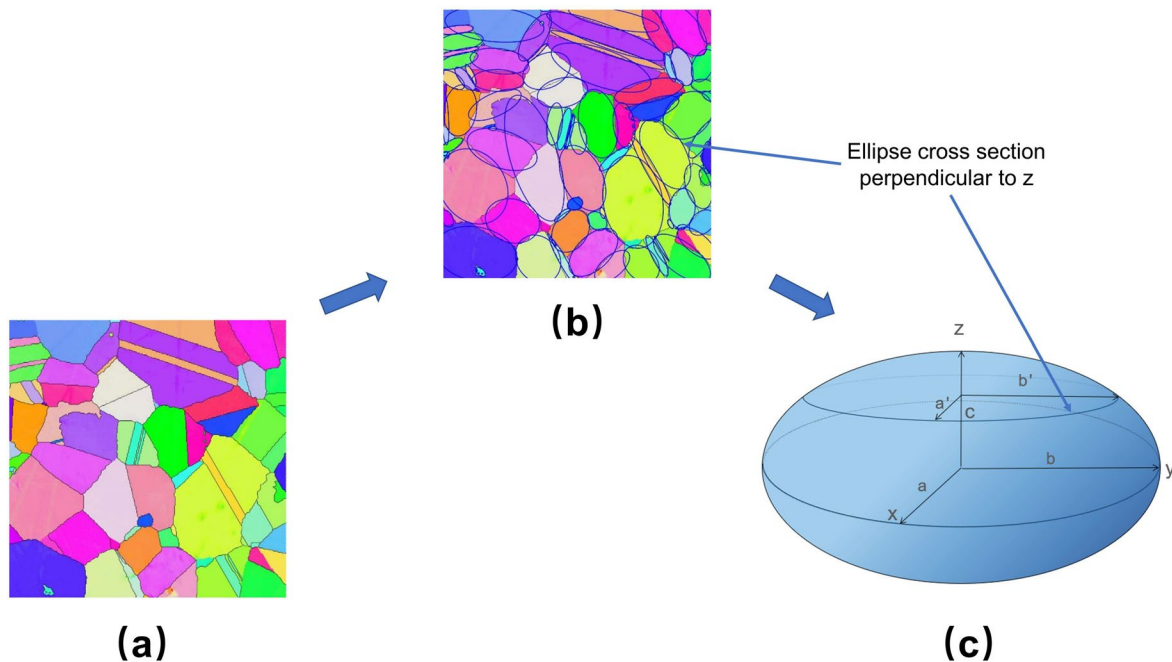 Ellipse cross section
perpendicular to z
(b)
z
b'
a'
c
b
y
a
x
(a)
(c)